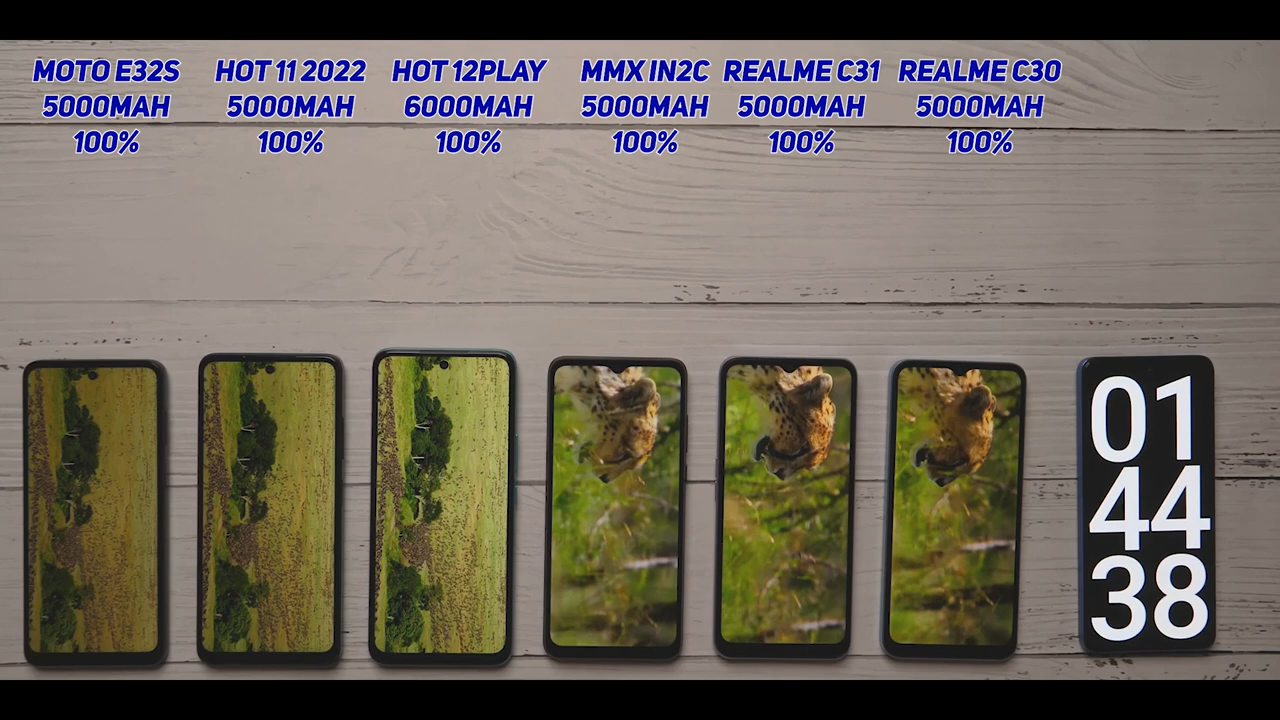 MOTO E32S
5000MAH
100%
HOT 11 2022
5000MAH
100%
HOT 12PLAY
6000MAH
100%
MMX IN2C
5000MAH
100%
REALME C31
5000MAH
100%
REALME C30
5000MAH
100%
01
44
38